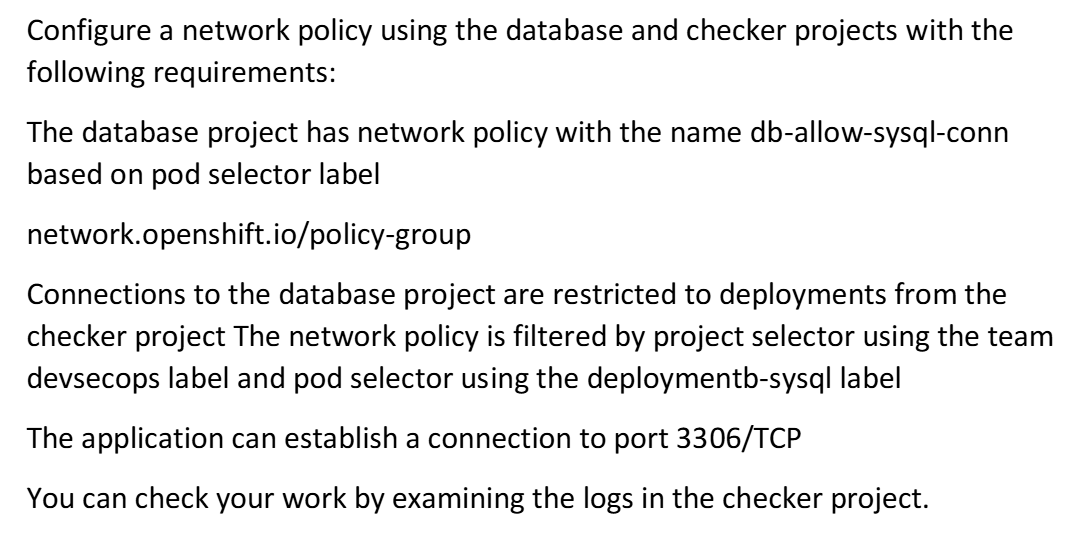 Configure a network policy using the database and checker projects with the
following requirements:
The database project has network policy with the name db-allow-sysql-conn
based on pod selector label
network.openshift.io/policy-group
Connections to the database project are restricted to deployments from the
checker project The network policy is filtered by project selector using the team
devsecops label and pod selector using the deploymentb-sysql label
The application can establish a connection to port 3306/TCP
You can check your work by examining the logs in the checker project.